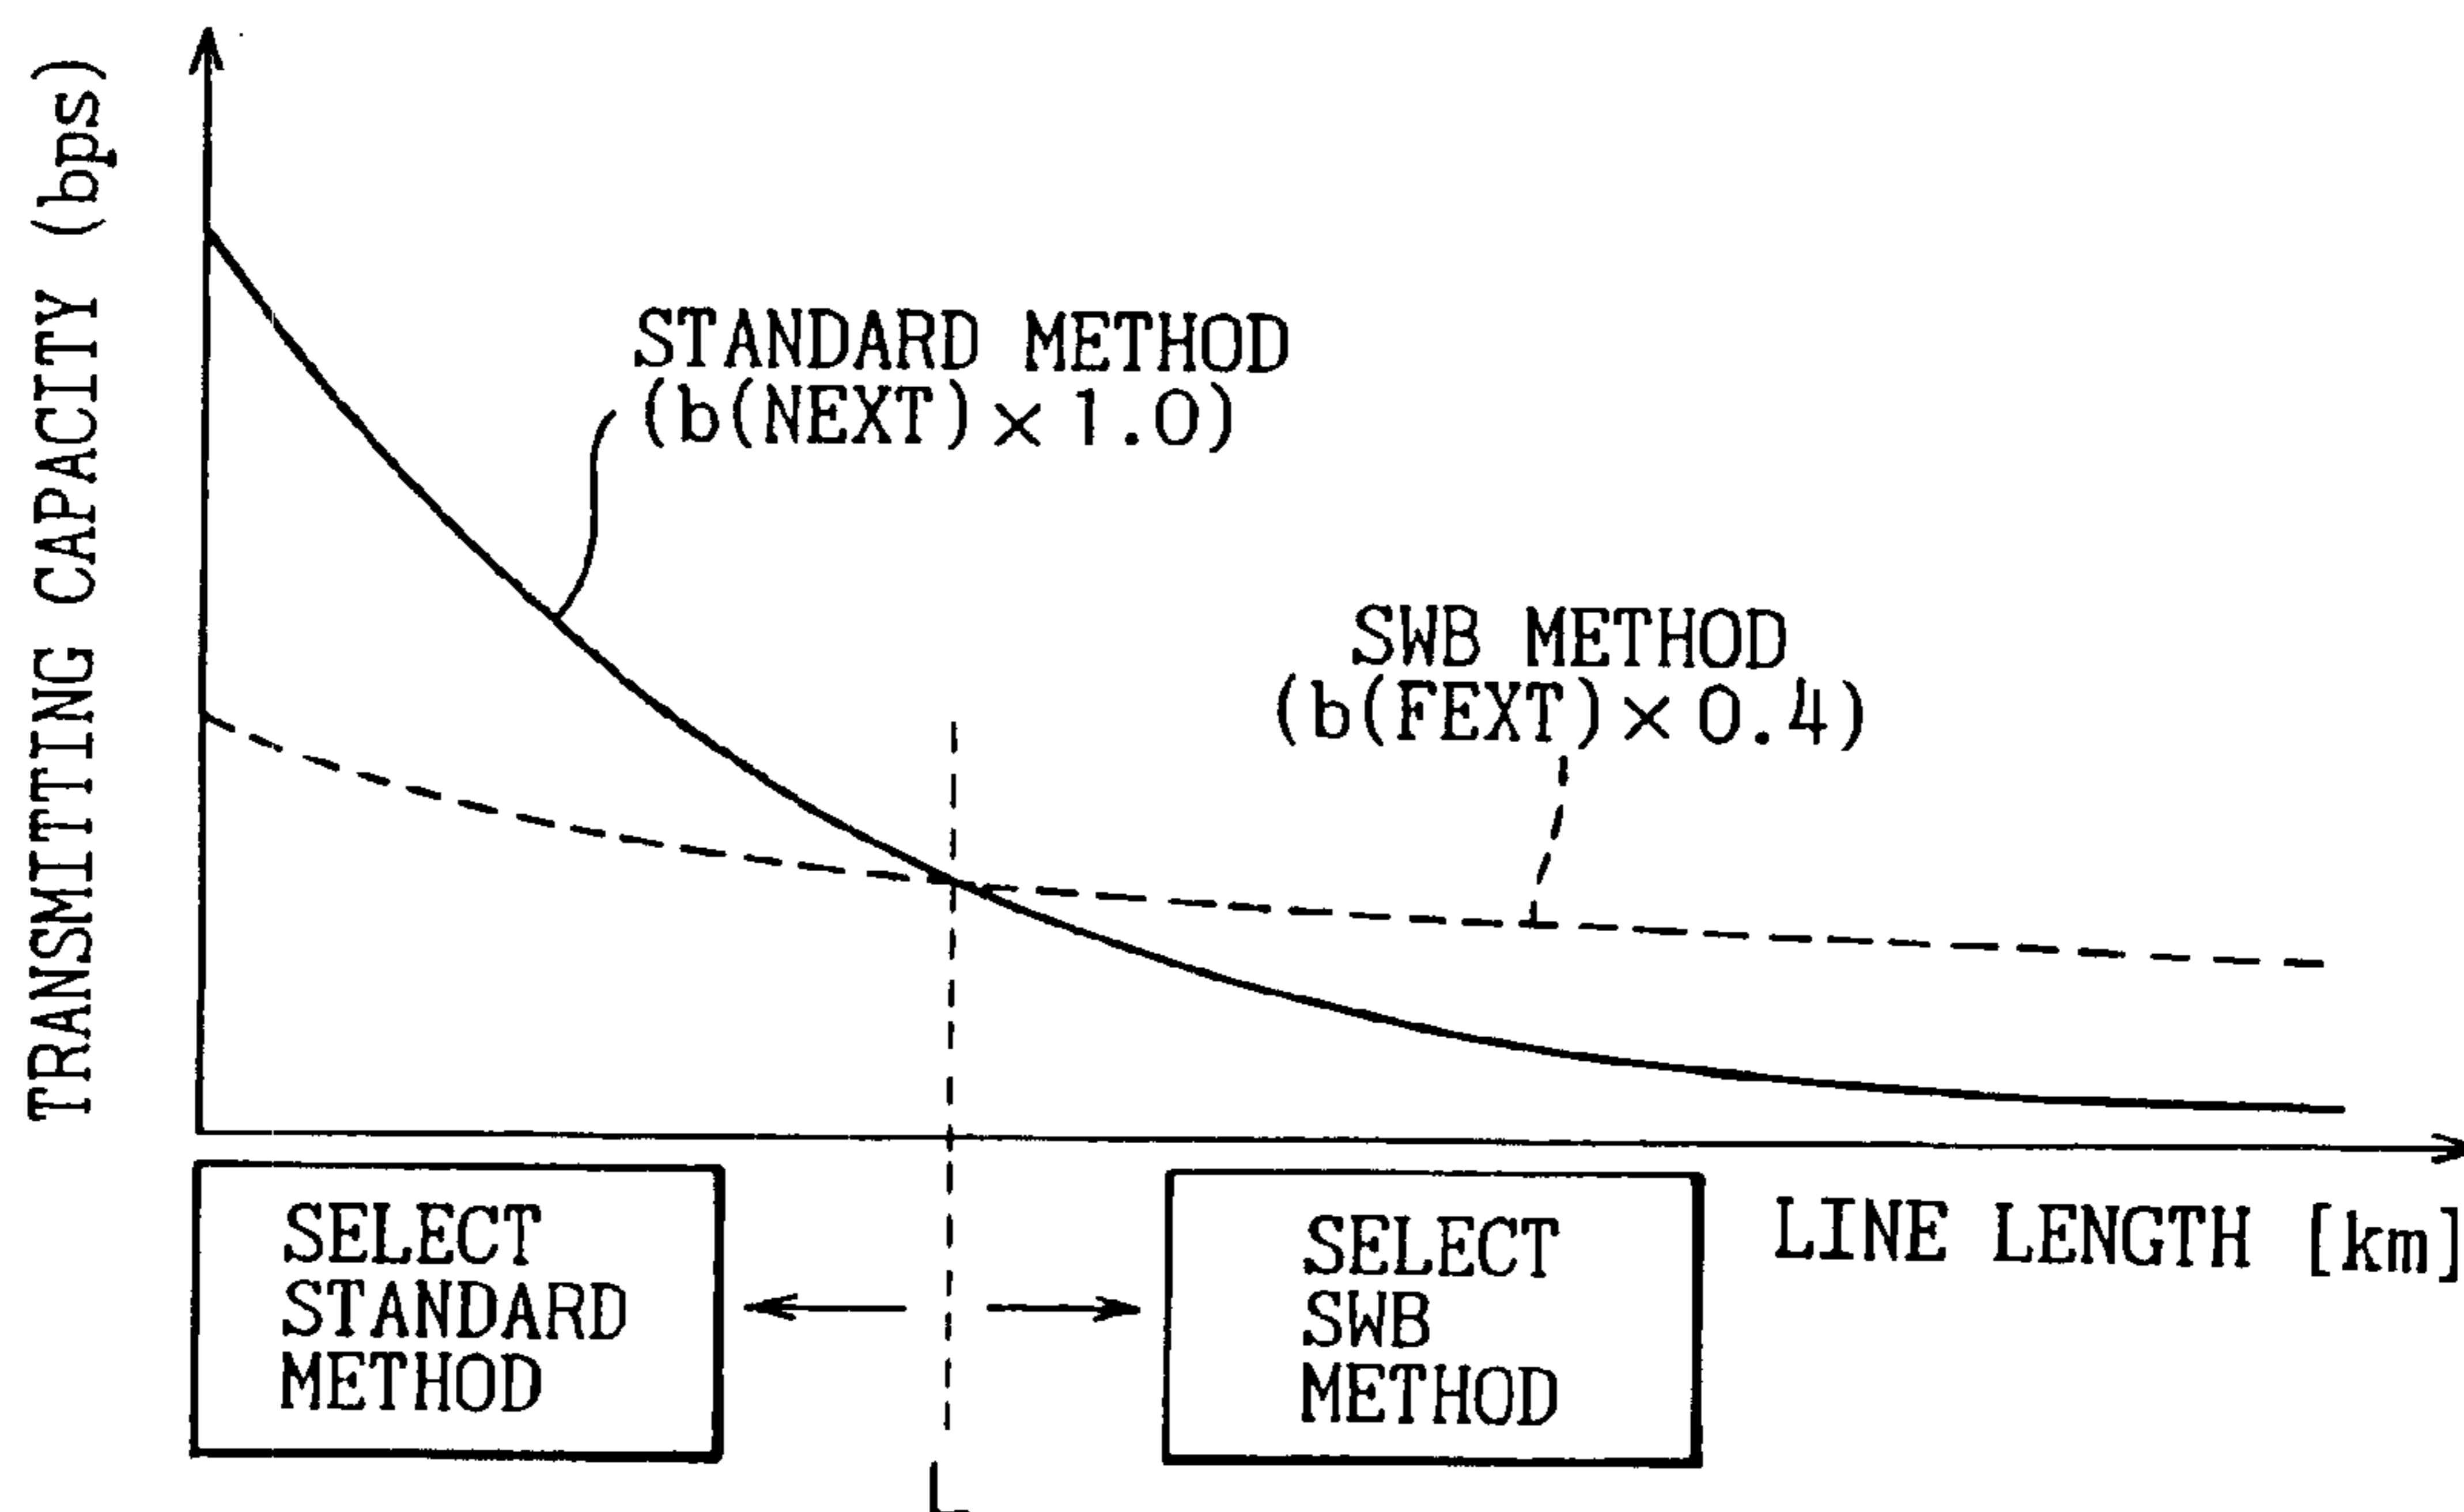 TRANSMITTING CAPACITY (bps)
STANDARD METHOD
(b(NEXT)×1.0)
SWB METHOD
(b(FEXT)×0.4)
LINE LENGTH [km]
SELECT
STANDARD
METHOD
SELECT
SWB
METHOD
L